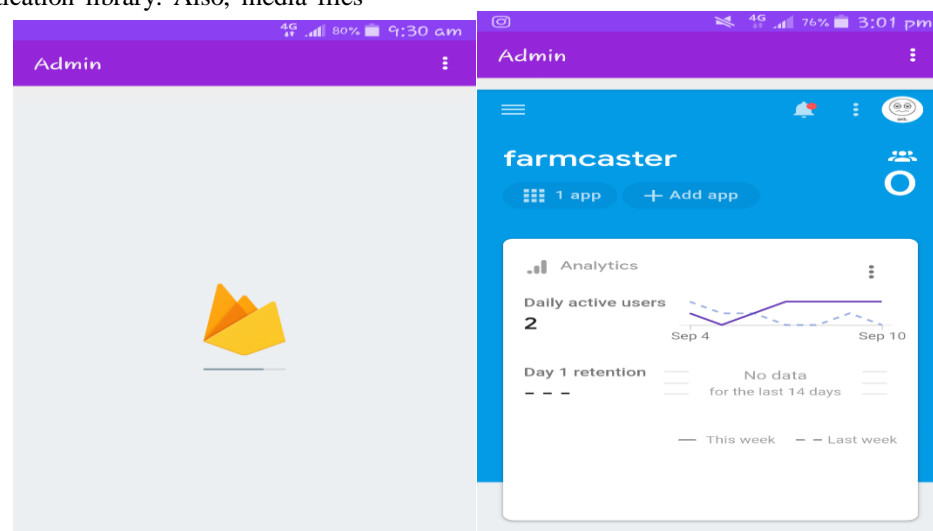 ication library. Also, media files
4G 80% 9:30 am
Admin
4G 76% 3:01 pm
Admin
farmcaster
1 app + Add app
Analytics
Daily active users
2
Sep 4 Sep 10
Day 1 retention
- - -
No data
for the last 14 days
This week Last week